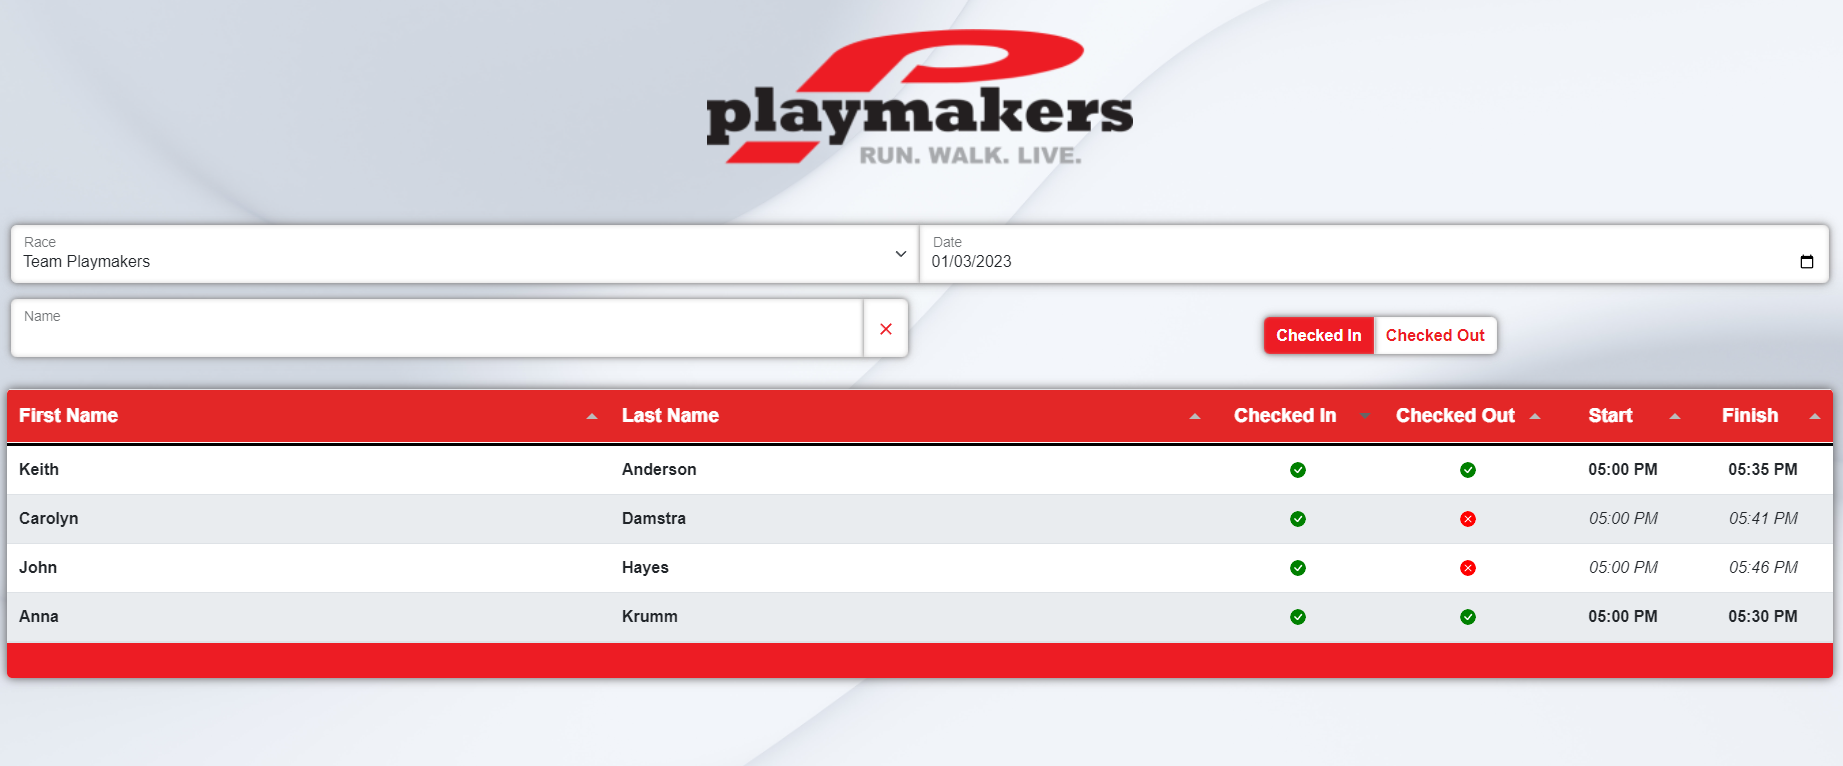 playmakers
RUN. WALK. LIVE.
Race
Team Playmakers
Date
01/03/2023
Name
Checked In Checked Out
First Name Last Name Checked In Checked Out Start Finish
Keith Anderson 05:00 PM 05:35 PM
Carolyn Damstra 05:00 PM 05:41 PM
John Hayes 05:00 PM 05:46 PM
Anna Krumm 05:00 PM 05:30 PM